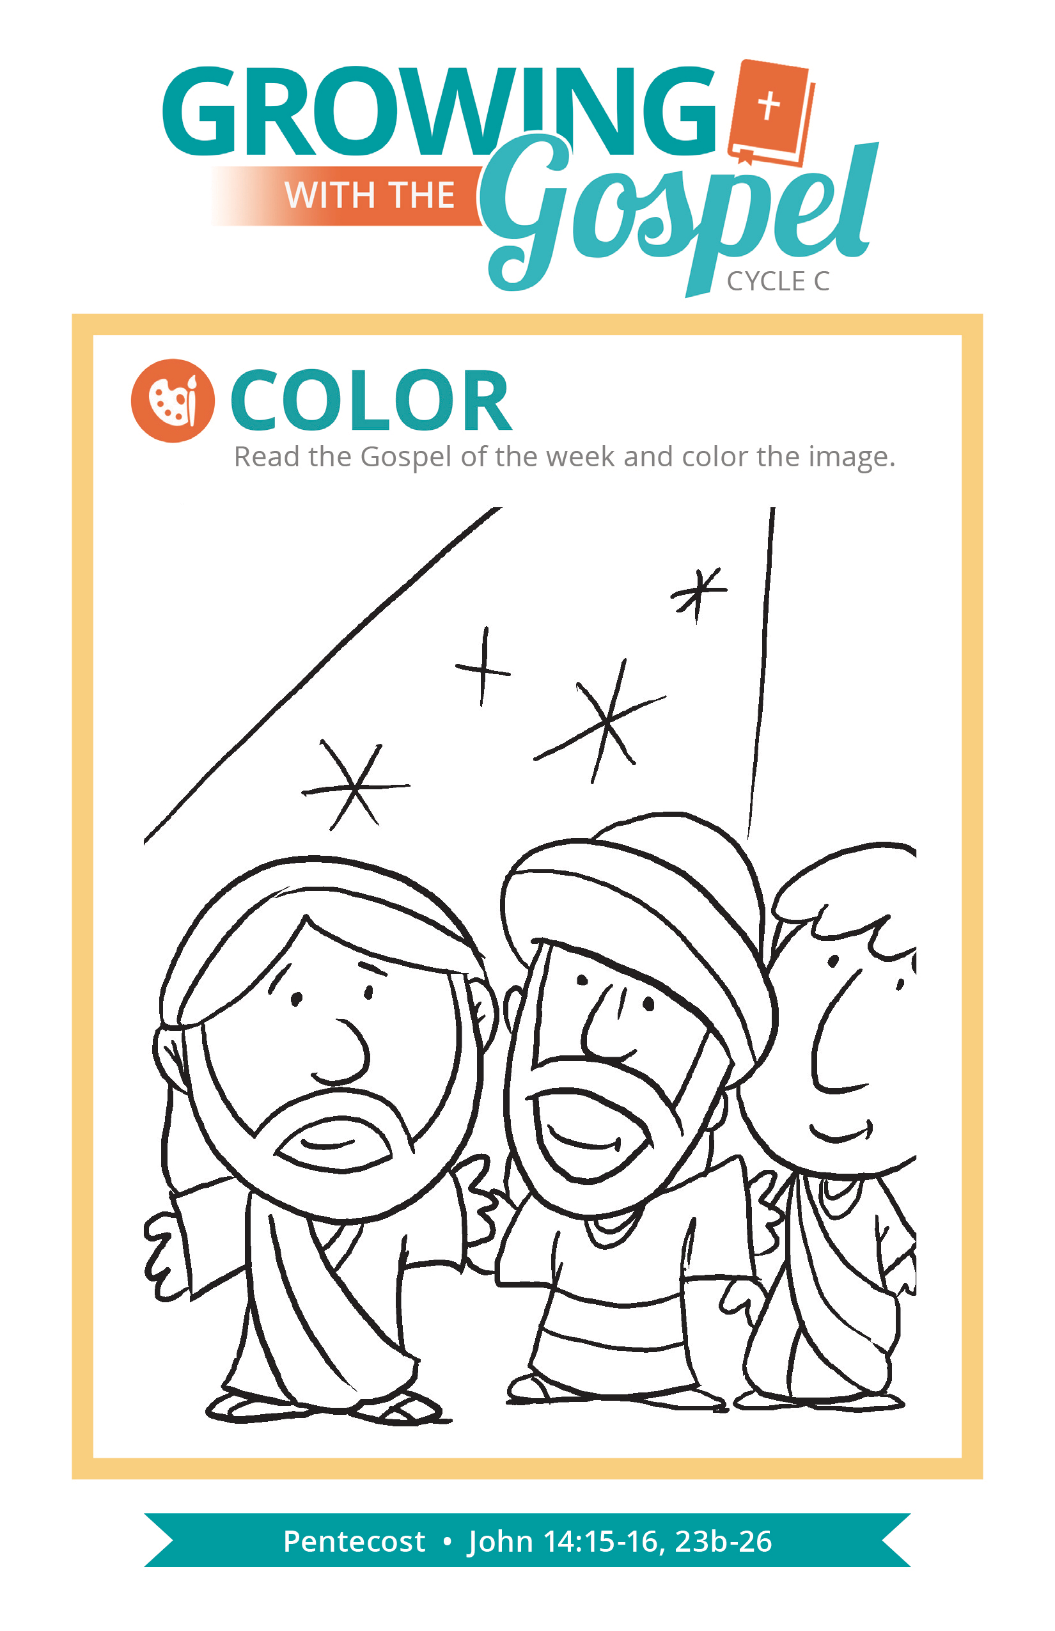 GROWING
WITH THE Gospel
CYCLE C
COLOR
Read the Gospel of the week and color the image.
Pentecost • John 14:15-16, 23b-26